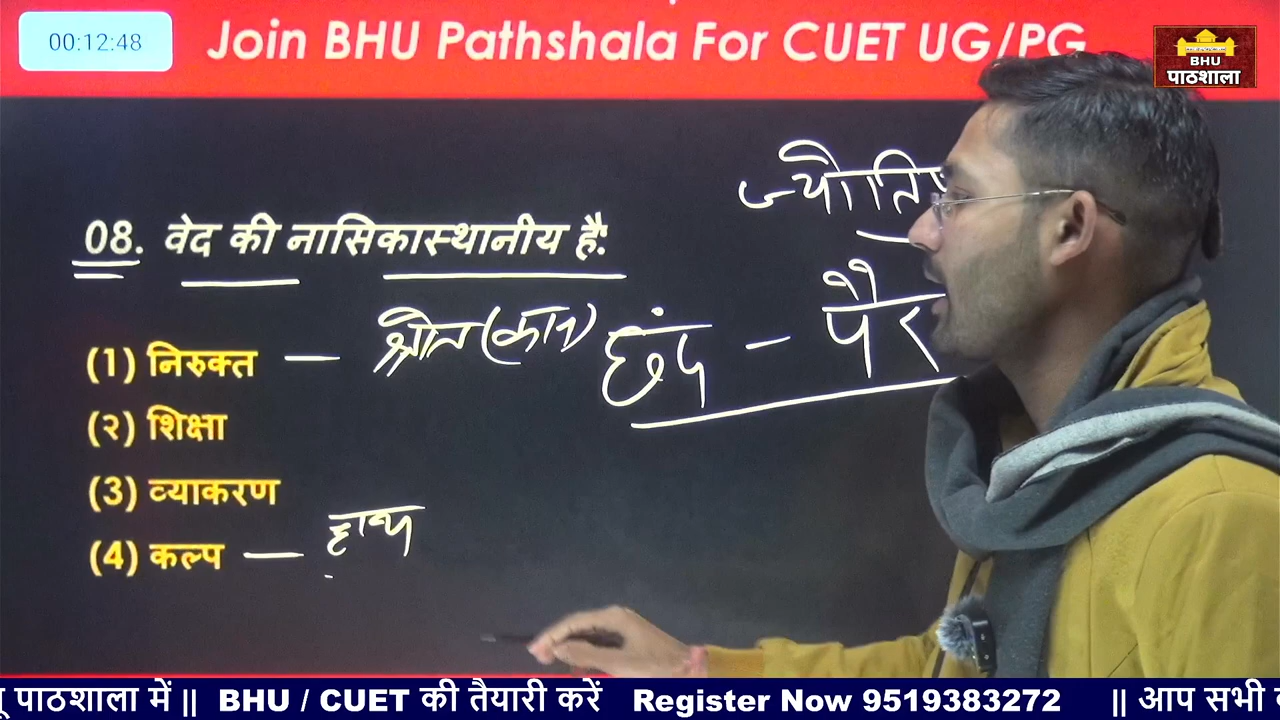 00:12:48
Join BHU Pathshala For CUET UG/PG
BHU
पाठशाला
ज्योति
08. वेद की नासिकास्थानीय है:
(1) निरुक्त — श्रोत (कान)
छंद – पैर
(२) शिक्षा
(3) व्याकरण
(4) कल्प — हाथ
पाठशाला में || BHU / CUET की तैयारी करें Register Now 9519383272 || आप सभी